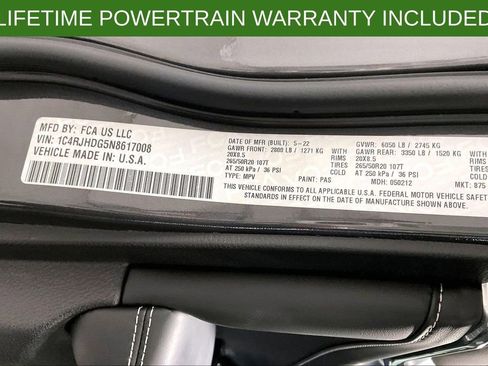 LIFETIME POWERTRAIN WARRANTY INCLUDED
MFD BY: FCA US LLC
VIN: 1C4RJHDG5N8617008
VEHICLE MADE IN U.S.A.
DATE OF MFR (BUILT): 5-22 GVWR: 6050 LB / 2745 KG
GAWR FRONT: 2800 LB / 1271 KG WITH GAWR REAR: 3350 LB / 1520 KG
20X8.5 RIMS 20X8.5 RIMS
265/50R20 107T TIRES 265/50R20 107T TIRES
AT 250 kPa / 36 PSI COLD AT 250 kPa / 36 PSI COLD
TYPE: MPV PAINT: PAS MDH: 050212 MKT: 875
THIS VEHICLE CONFORMS TO ALL APPLICABLE U.S.A. FEDERAL MOTOR VEHICLE SAFETY
STANDARDS IN EFFECT ON THE DATE OF MANUFACTURE SHOWN